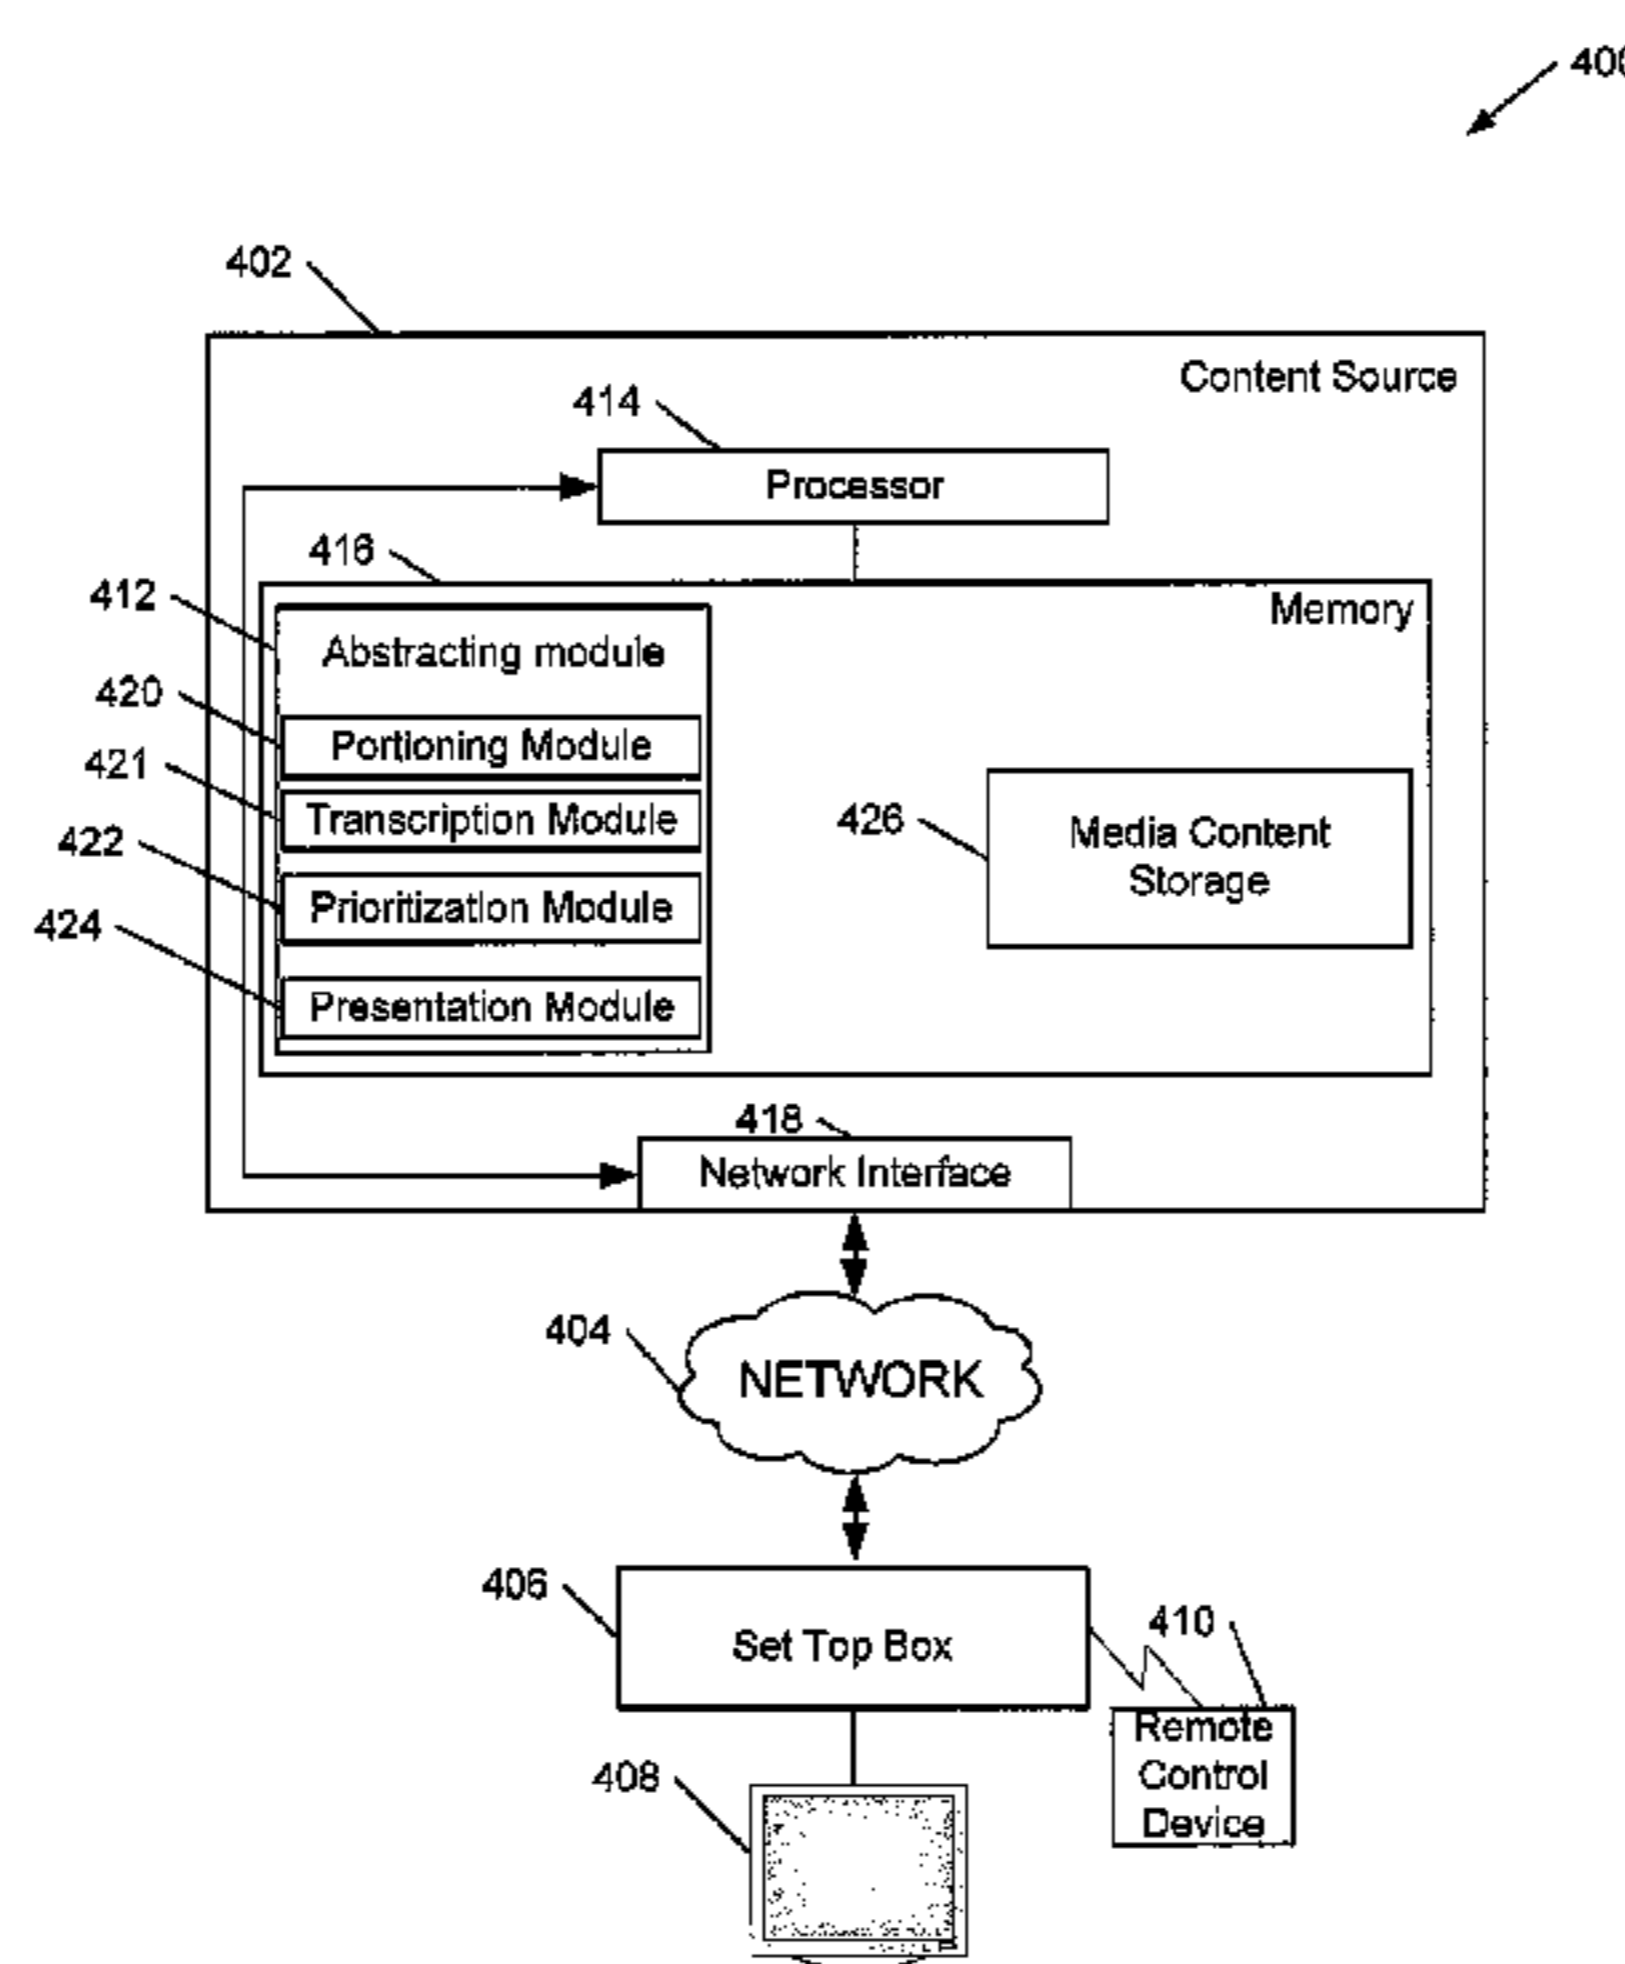 400
402
Content Source
414
Processor
416
412
Memory
Abstracting module
420
Portioning Module
421
Transcription Module
426
Media Content
Storage
422
Prioritization Module
424
Presentation Module
418
Network Interface
404
NETWORK
406
Set Top Box
410
Remote
Control
Device
408